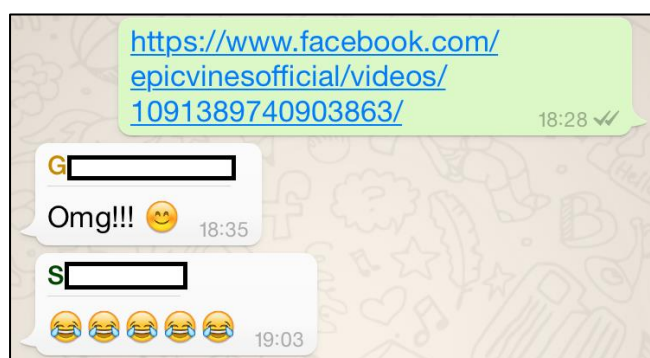 https://www.facebook.com/
epicvinesofficial/videos/
1091389740903863/
18:28
G
Omg!!! 😊 18:35
S
😂😂😂😂😂 19:03